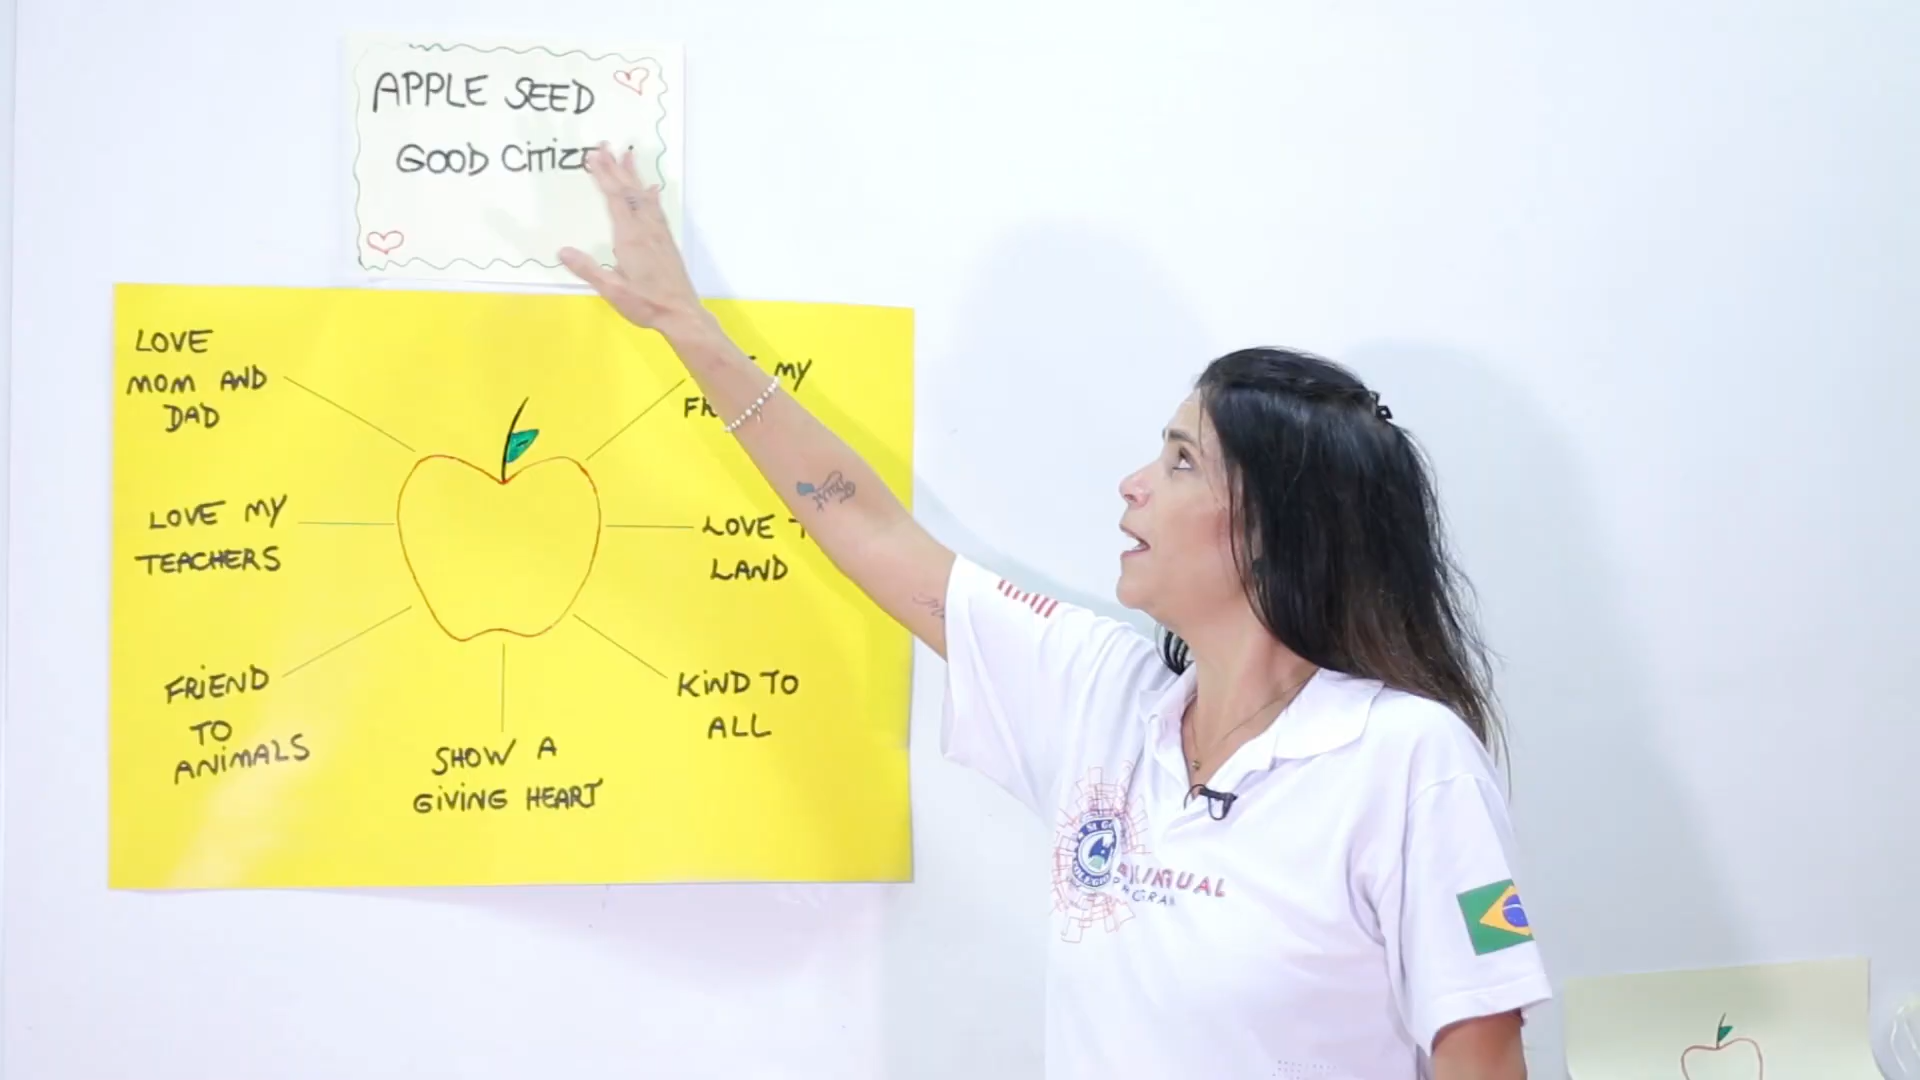 APPLE SEED
GOOD
LOVE
MOM AND
DAD
MY
LOVE MY
TEACHERS
LOVE
LAND
FRIEND
TO
ANIMALS
SHOW A
GIVING HEART
KIND TO
ALL